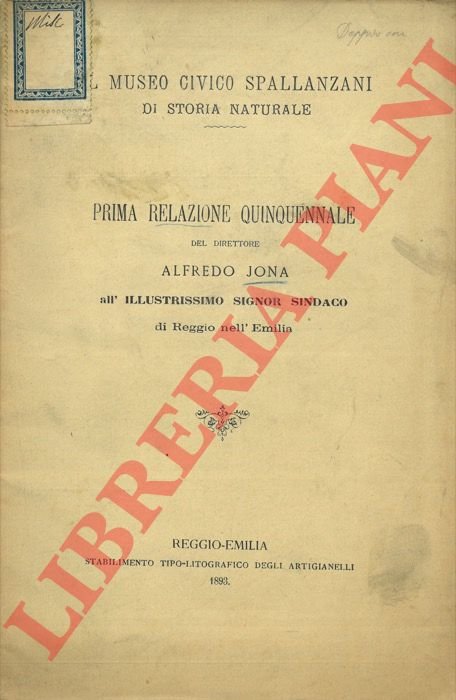 Misc
L MUSEO CIVICO SPALLANZANI
DI STORIA NATURALE
PRIMA RELAZIONE QUINQUENNALE
DEL DIRETTORE
ALFREDO JONA
all' ILLUSTRISSIMO SIGNOR SINDACO
di Reggio nell' Emilia
REGGIO-EMILIA
STABILIMENTO TIPO-LITOGRAFICO DEGLI ARTIGIANELLI
1893.
LIBRERIA PIANI